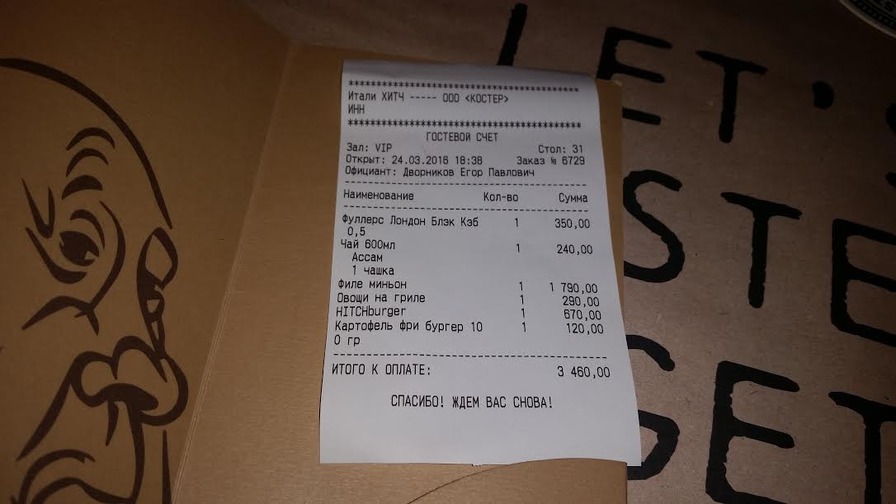 ****************************************
Итали ХИТЧ ----- ООО <КОСТЕР>
ИНН
****************************************
ГОСТЕВОЙ СЧЕТ
Зал: VIP Стол: 31
Открыт: 24.03.2016 18:38 Заказ № 6729
Официант: Дворников Егор Павлович
----------------------------------------
Наименование Кол-во Сумма
----------------------------------------
Фуллерс Лондон Блэк Кэб 1 350,00
0,5
Чай 600мл 1 240,00
Ассам
1 чашка
Филе миньон 1 1 790,00
Овощи на гриле 1 290,00
HITCHburger 1 670,00
Картофель фри бургер 10 1 120,00
0 гр
----------------------------------------
ИТОГО К ОПЛАТЕ: 3 460,00
СПАСИБО! ЖДЕМ ВАС СНОВА!
LET'
STE
GET